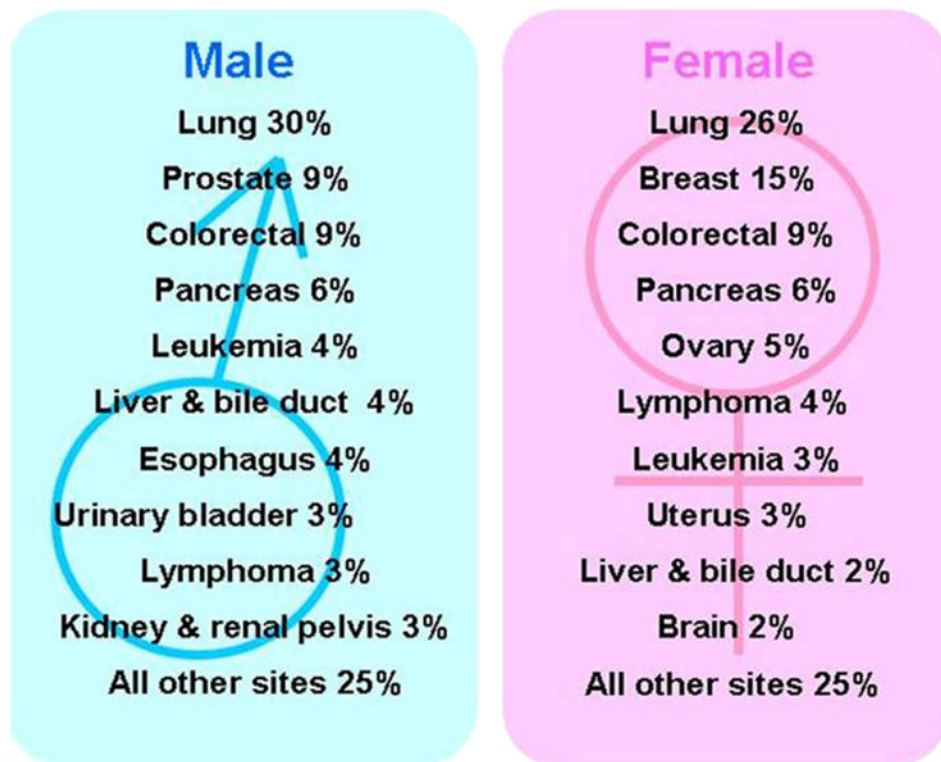 Male
Lung 30%
Prostate 9%
Colorectal 9%
Pancreas 6%
Leukemia 4%
Liver & bile duct 4%
Esophagus 4%
Urinary bladder 3%
Lymphoma 3%
Kidney & renal pelvis 3%
All other sites 25%
Female
Lung 26%
Breast 15%
Colorectal 9%
Pancreas 6%
Ovary 5%
Lymphoma 4%
Leukemia 3%
Uterus 3%
Liver & bile duct 2%
Brain 2%
All other sites 25%